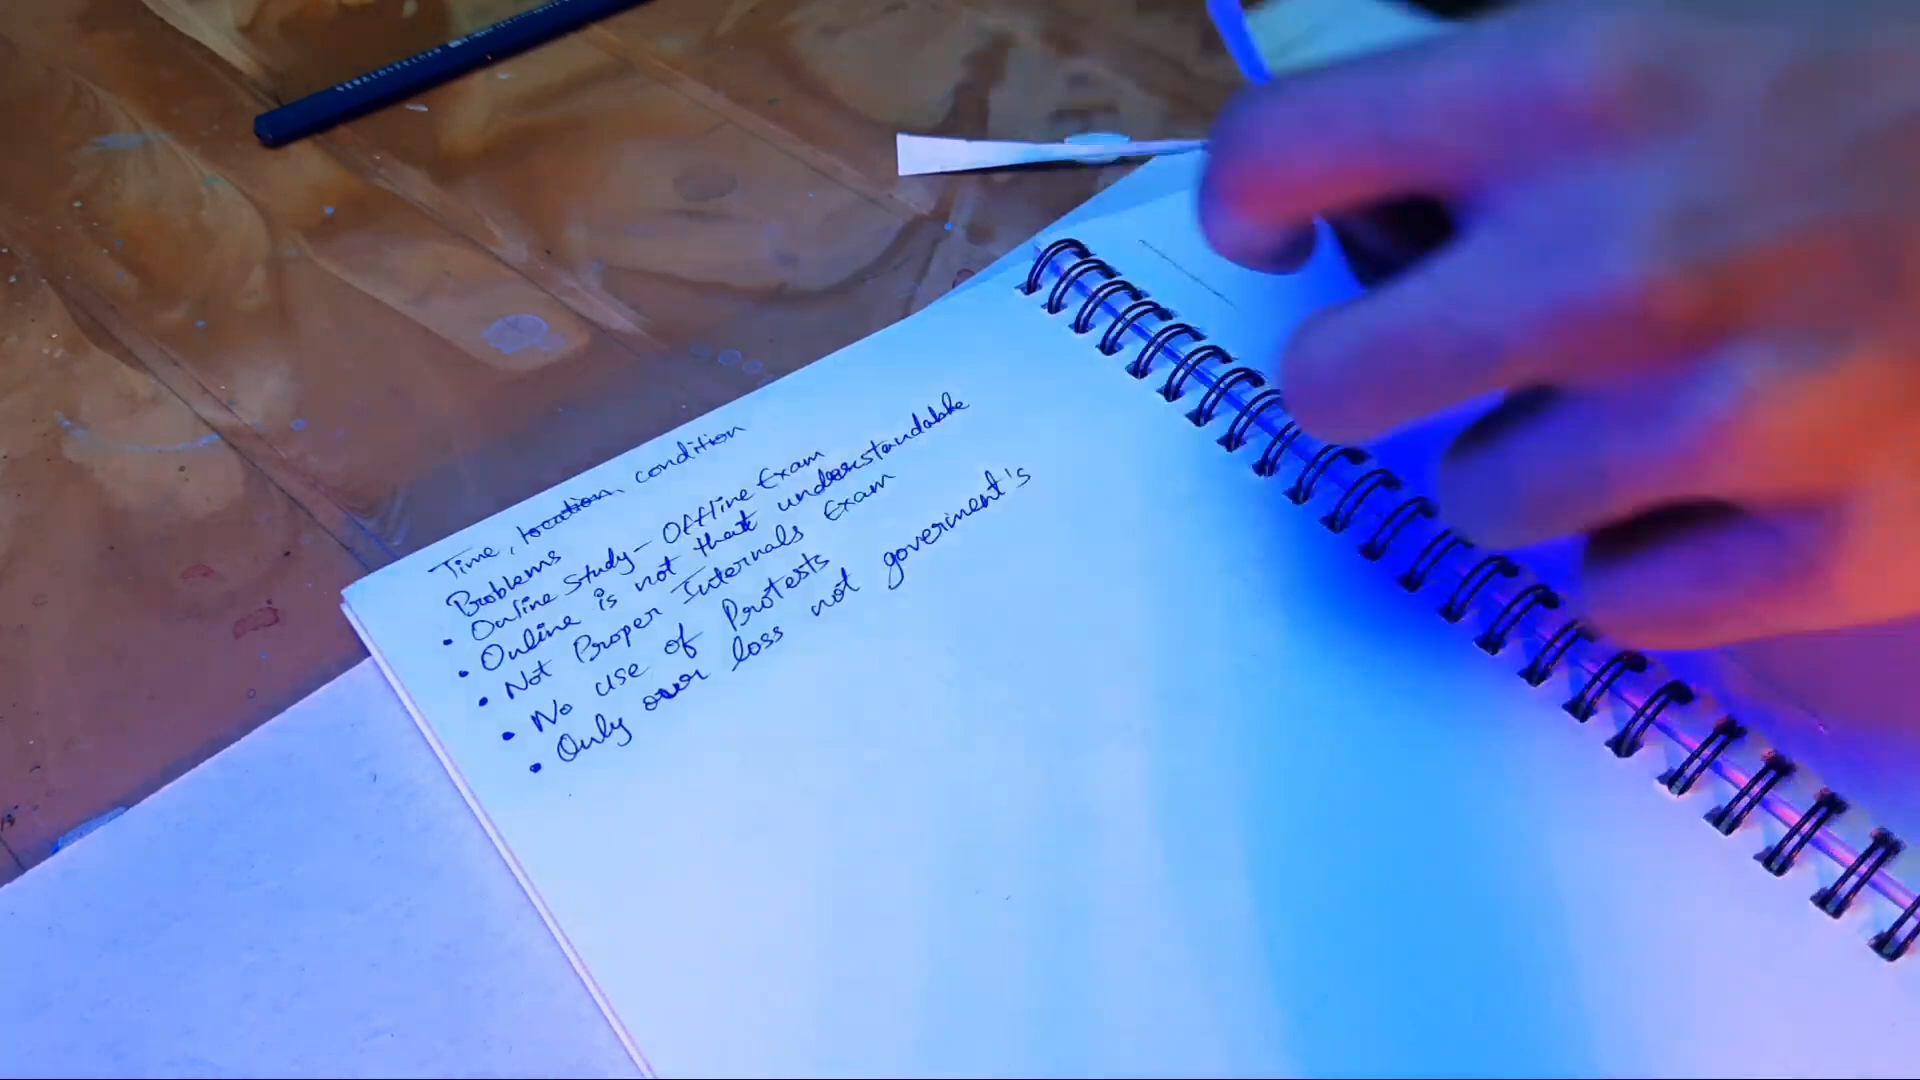 Time, location, condition
Problems
• Online Study - Offline Exam
• Online is not that understandable
• Not Proper Internals Exam
• No use of Protests
• Only our loss not goveriment's